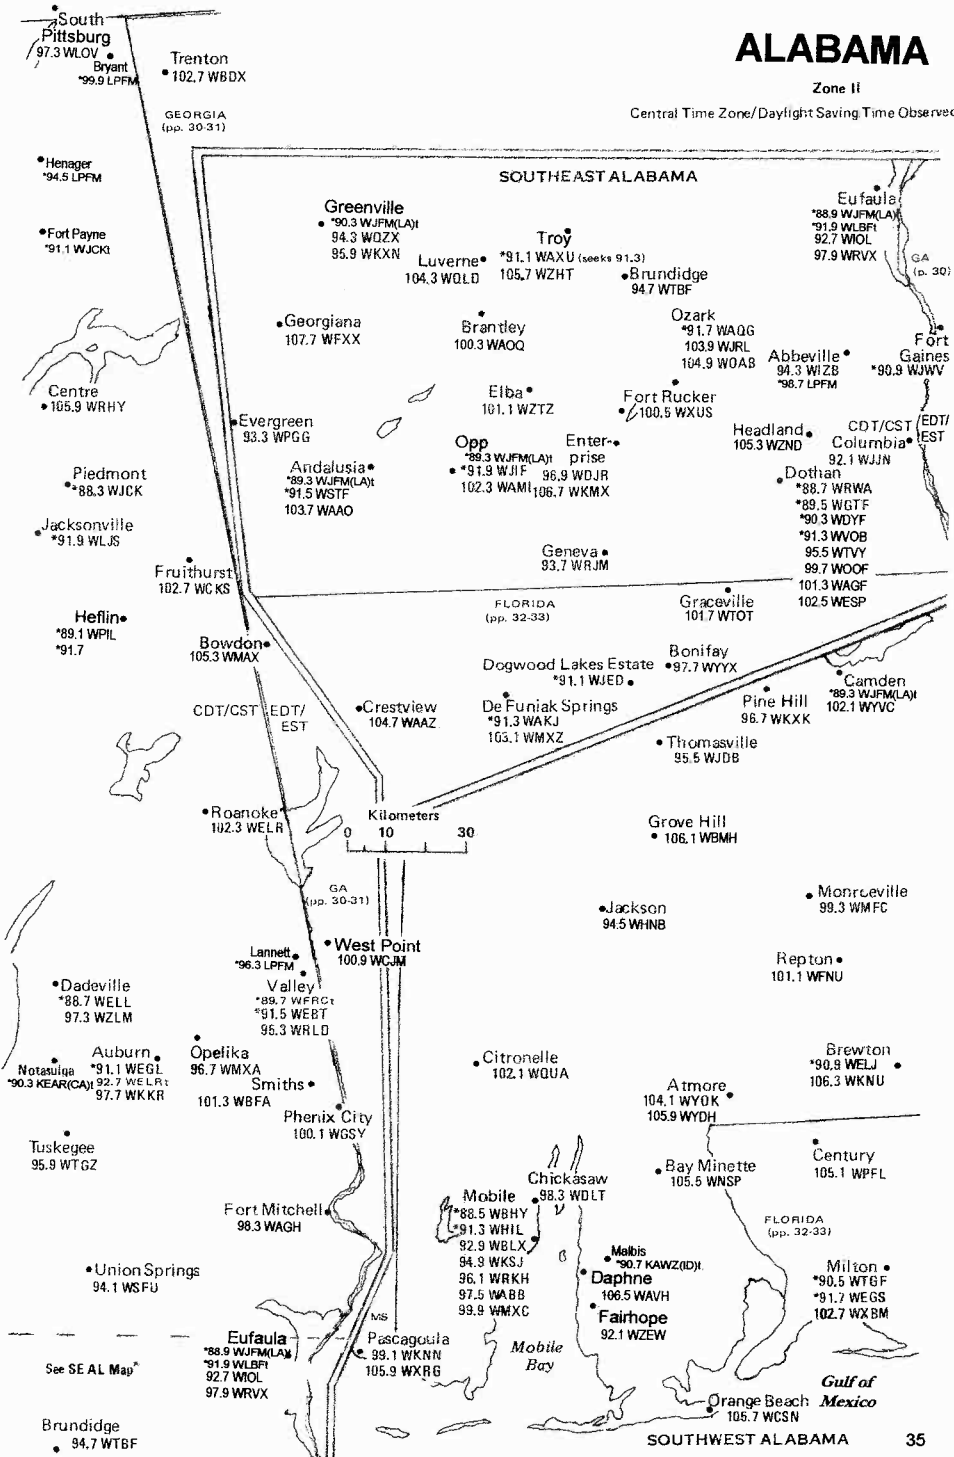 South
Pittsburg
97.3 WLOV
Bryant
*99.9 LPFM
Trenton
102.7 WBDX
ALABAMA
Zone II
Central Time Zone/Daylight Saving Time Observed
GEORGIA
(pp. 30-31)
Henager
*94.5 LPFM
Fort Payne
*91.1 WJCKt
Centre
105.9 WRHY
Piedmont
*88.3 WJCK
Jacksonville
*91.9 WLJS
Fruithurst
102.7 WCKS
Heflin
*89.1 WPIL
*91.7
Bowdon
105.3 WMAX
CDT/CST
EDT/
EST
Roanoke
102.3 WELR
GA
(pp. 30-31)
West Point
100.9 WCJM
Lannett
*96.3 LPFM
Valley
*89.7 WFRCt
*91.5 WEBT
95.3 WRLD
Dadeville
*88.7 WELL
97.3 WZLM
Auburn
*91.1 WEGL
92.7 WELRt
97.7 WKKR
Notasulga
*90.3 KEAR(CA)t
Opelika
96.7 WMXA
Smiths
101.3 WBFA
Phenix City
100.1 WGSY
Tuskegee
95.9 WTGZ
Fort Mitchell
98.3 WAGH
Union Springs
94.1 WSFU
Eufaula
*88.9 WJFM(LA)t
*91.9 WLBFt
92.7 WIOL
97.9 WRVX
See SE AL Map
Brundidge
94.7 WTBF
SOUTHEAST ALABAMA
Greenville
*90.3 WJFM(LA)t
94.3 WQZX
95.9 WKXN
Luverne
104.3 WQLD
Troy
*91.1 WAXU (seeks 91.3)
105.7 WZHT
Brundidge
94.7 WTBF
Eufaula
*88.9 WJFM(LA)t
*91.9 WLBFt
92.7 WIOL
97.9 WRVX
GA
(p. 30)
Georgiana
107.7 WFXX
Brantley
100.3 WAOQ
Ozark
*91.7 WAQG
103.9 WJRL
104.9 WOAB
Abbeville
94.3 WIZB
*98.7 LPFM
Fort
Gaines
*90.9 WJWV
Elba
101.1 WZTZ
Fort Rucker
100.5 WXUS
Evergreen
93.3 WPGG
Headland
105.3 WZND
CDT/CST
EDT/
EST
Columbia
92.1 WJJN
Andalusia
*89.3 WJFM(LA)t
*91.5 WSTF
103.7 WAAO
Opp
*89.3 WJFM(LA)t
*91.9 WJIF
102.3 WAMI
Enter-
prise
96.9 WDJR
106.7 WKMX
Dothan
*88.7 WRWA
*89.5 WGTF
*90.3 WDYF
*91.3 WVOB
95.5 WTVY
99.7 WOOF
101.3 WAGF
102.5 WESP
Geneva
93.7 WRJM
FLORIDA
(pp. 32-33)
Graceville
101.7 WTOT
Bonifay
97.7 WYYX
Dogwood Lakes Estate
*91.1 WJED
De Funiak Springs
*91.3 WAKJ
103.1 WMXZ
Crestview
104.7 WAAZ
Camden
*89.3 WJFM(LA)t
102.1 WYVC
Pine Hill
96.7 WKXK
Thomasville
95.5 WJDB
Kilometers
0 10 30
Grove Hill
106.1 WBMH
Monroeville
99.3 WMFC
Jackson
94.5 WHNB
Repton
101.1 WFNU
Citronelle
102.1 WQUA
Brewton
*90.9 WELJ
106.3 WKNU
Atmore
104.1 WYOK
105.9 WYDH
Bay Minette
105.5 WNSP
Century
105.1 WPFL
Chickasaw
98.3 WDLT
Mobile
*88.5 WBHY
*91.3 WHIL
92.9 WBLX
94.9 WKSJ
96.1 WRKH
97.5 WABB
99.9 WMXC
FLORIDA
(pp. 32-33)
Malbis
*90.7 KAWZ(ID)t
Daphne
106.5 WAVH
Fairhope
92.1 WZEW
Milton
*90.5 WTGF
*91.7 WEGS
102.7 WXBM
MS
Pascagoula
99.1 WKNN
105.9 WXRG
Mobile
Bay
Gulf of
Mexico
Orange Beach
105.7 WCSN
SOUTHWEST ALABAMA 35